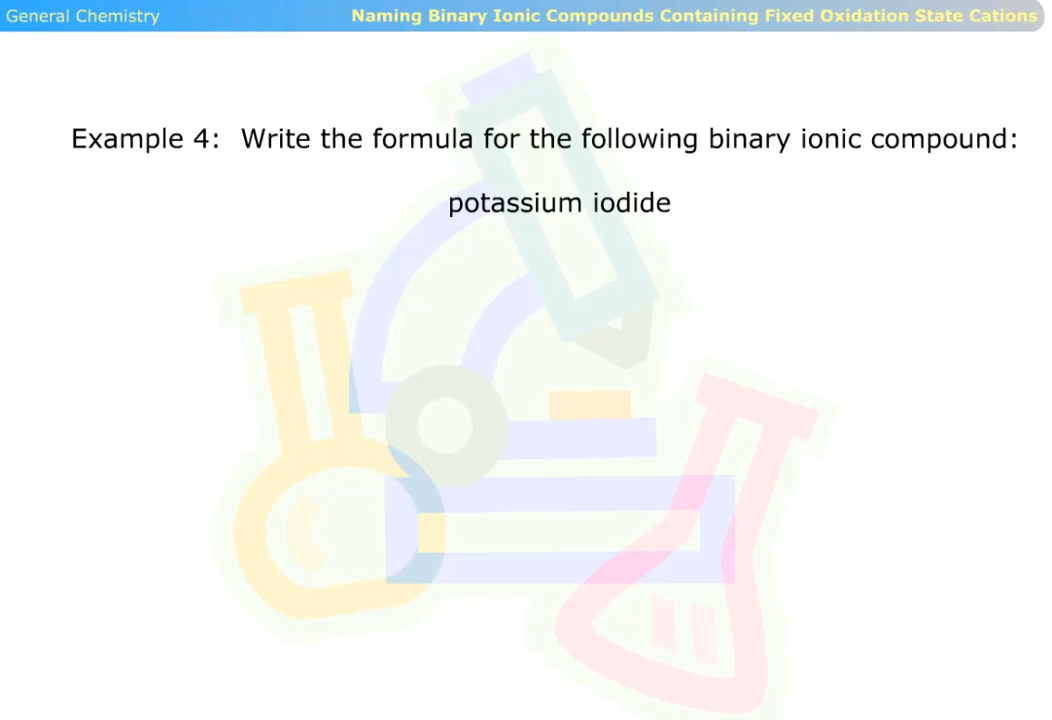 General Chemistry
Naming Binary Ionic Compounds Containing Fixed Oxidation State Cations
Example 4:  Write the formula for the following binary ionic compound:
potassium iodide